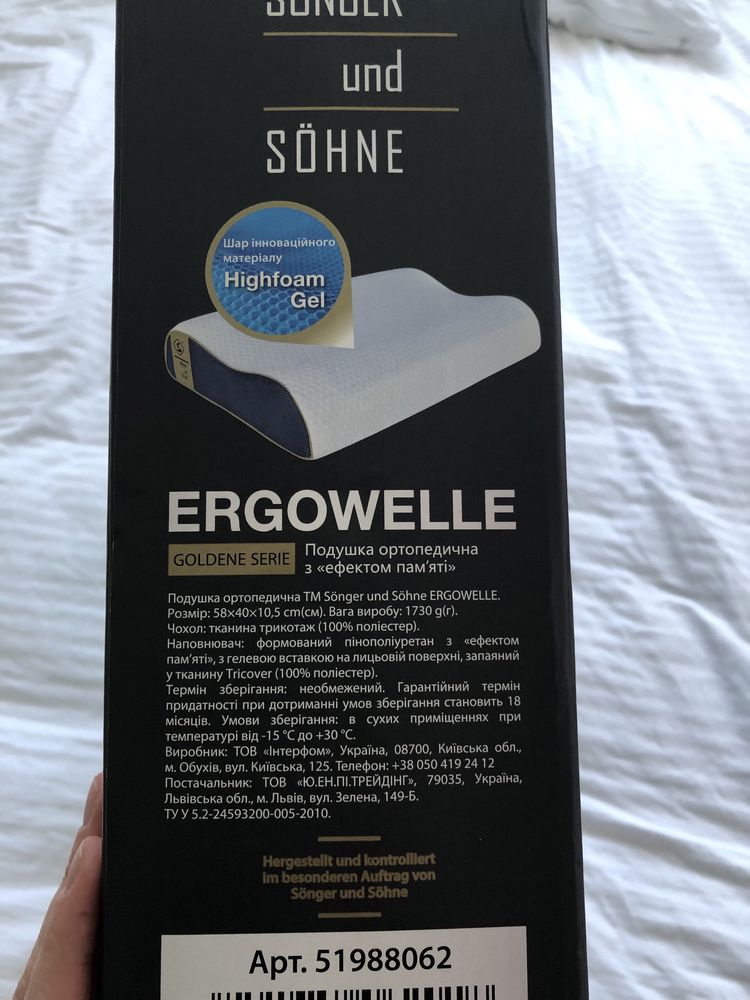 SÖNGER
und
SÖHNE
Шар інноваційного
матеріалу
Highfoam
Gel
ERGOWELLE
GOLDENE SERIE
Подушка ортопедична
з «ефектом пам'яті»
Подушка ортопедична ТМ Sönger und Söhne ERGOWELLE.
Розмір: 58×40×10,5 cm(см). Вага виробу: 1730 g(г).
Чохол: тканина трикотаж (100% поліестер).
Наповнювач: формований пінополіуретан з «ефектом
пам'яті», з гелевою вставкою на лицьовій поверхні, запаяний
у тканину Tricover (100% поліестер).
Термін зберігання: необмежений. Гарантійний термін
придатності при дотриманні умов зберігання становить 18
місяців. Умови зберігання: в сухих приміщеннях при
температурі від -15 °C до +30 °C.
Виробник: ТОВ «Інтерфом», Україна, 08700, Київська обл.,
м. Обухів, вул. Київська, 125. Телефон: +38 050 419 24 12
Постачальник: ТОВ «Ю.ЕН.ПІ.ТРЕЙДІНГ», 79035, Україна,
Львівська обл., м. Львів, вул. Зелена, 149-Б.
ТУ У 5.2-24593200-005-2010.
Hergestellt und kontrolliert
im besonderen Auftrag von
Sönger und Söhne
Арт. 51988062